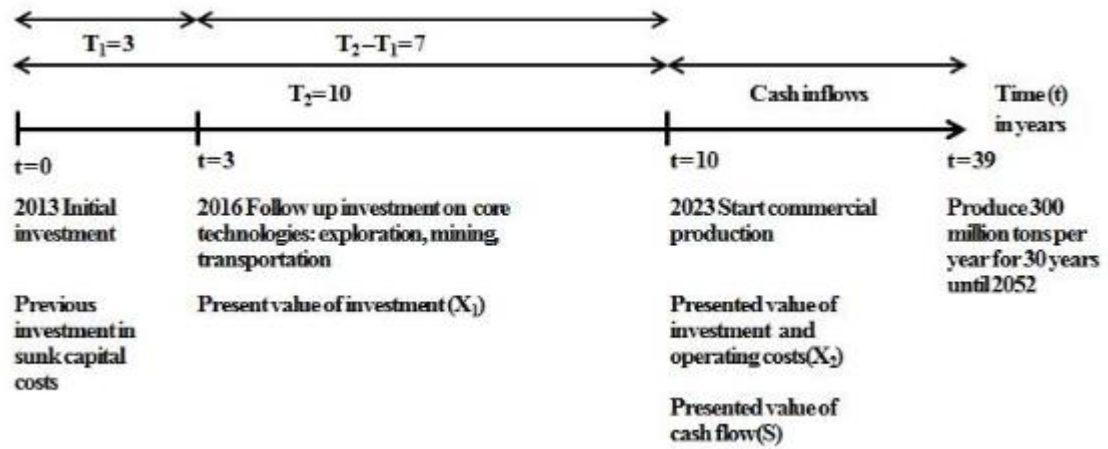 T₁=3
T₂–T₁=7
T₂=10
Cash inflows
Time (t)
in years
t=0
t=3
t=10
t=39
2013 Initial
investment
2016 Follow up investment on core
technologies: exploration, mining,
transportation
2023 Start commercial
production
Produce 300
million tons per
year for 30 years
until 2052
Previous
investment in
sunk capital
costs
Present value of investment (X₁)
Presented value of
investment and
operating costs(X₂)
Presented value of
cash flow(S)